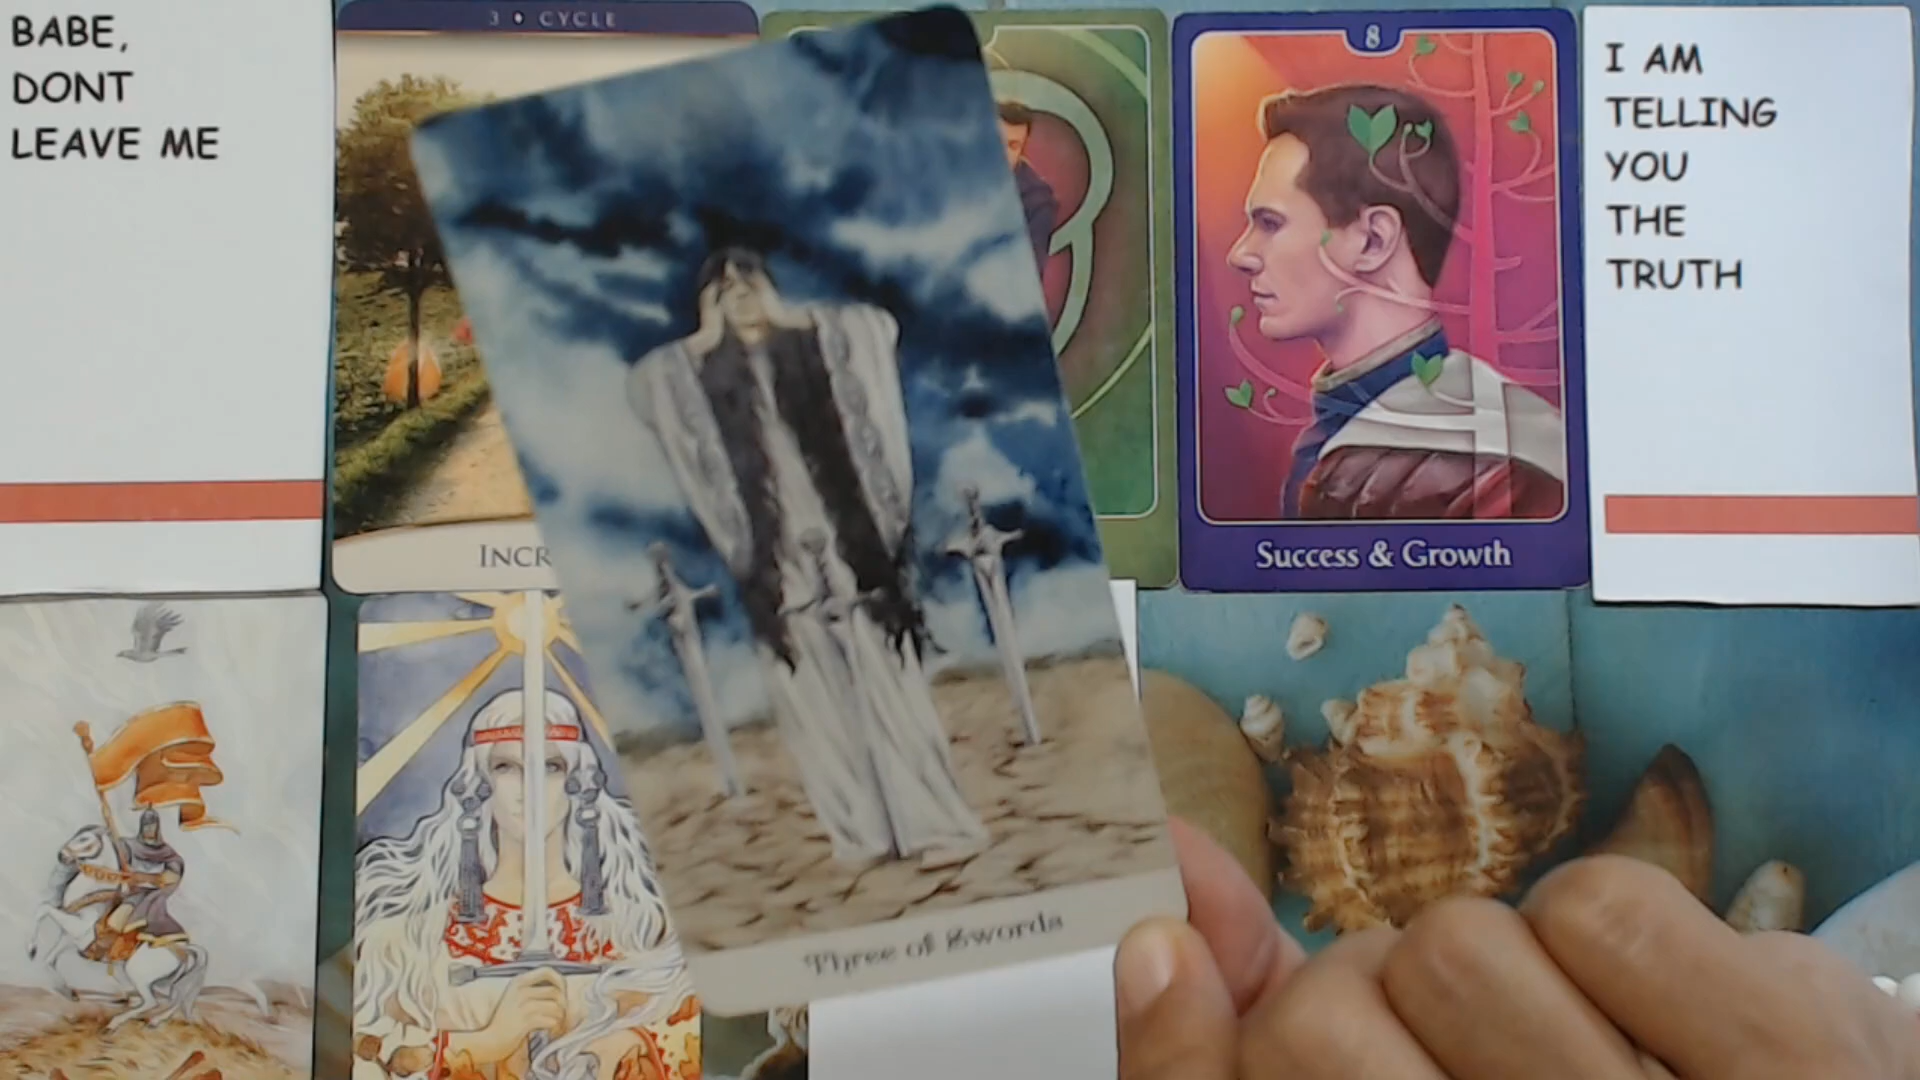 BABE,
DONT
LEAVE ME
3 • CYCLE
INCR
8
Success & Growth
I AM
TELLING
YOU
THE
TRUTH
Three of Swords